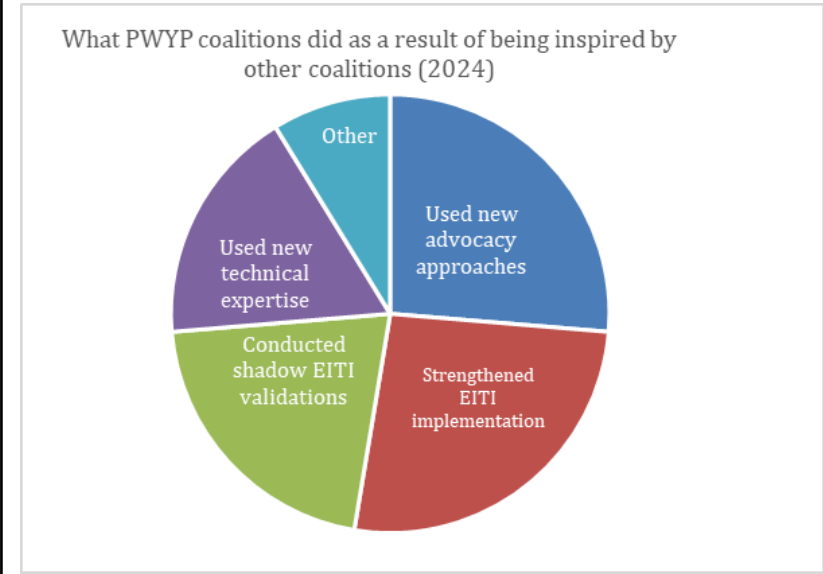 What PWYP coalitions did as a result of being inspired by
other coalitions (2024)
Other
Used new
advocacy
approaches
Used new
technical
expertise
Conducted
shadow EITI
validations
Strengthened
EITI
implementation